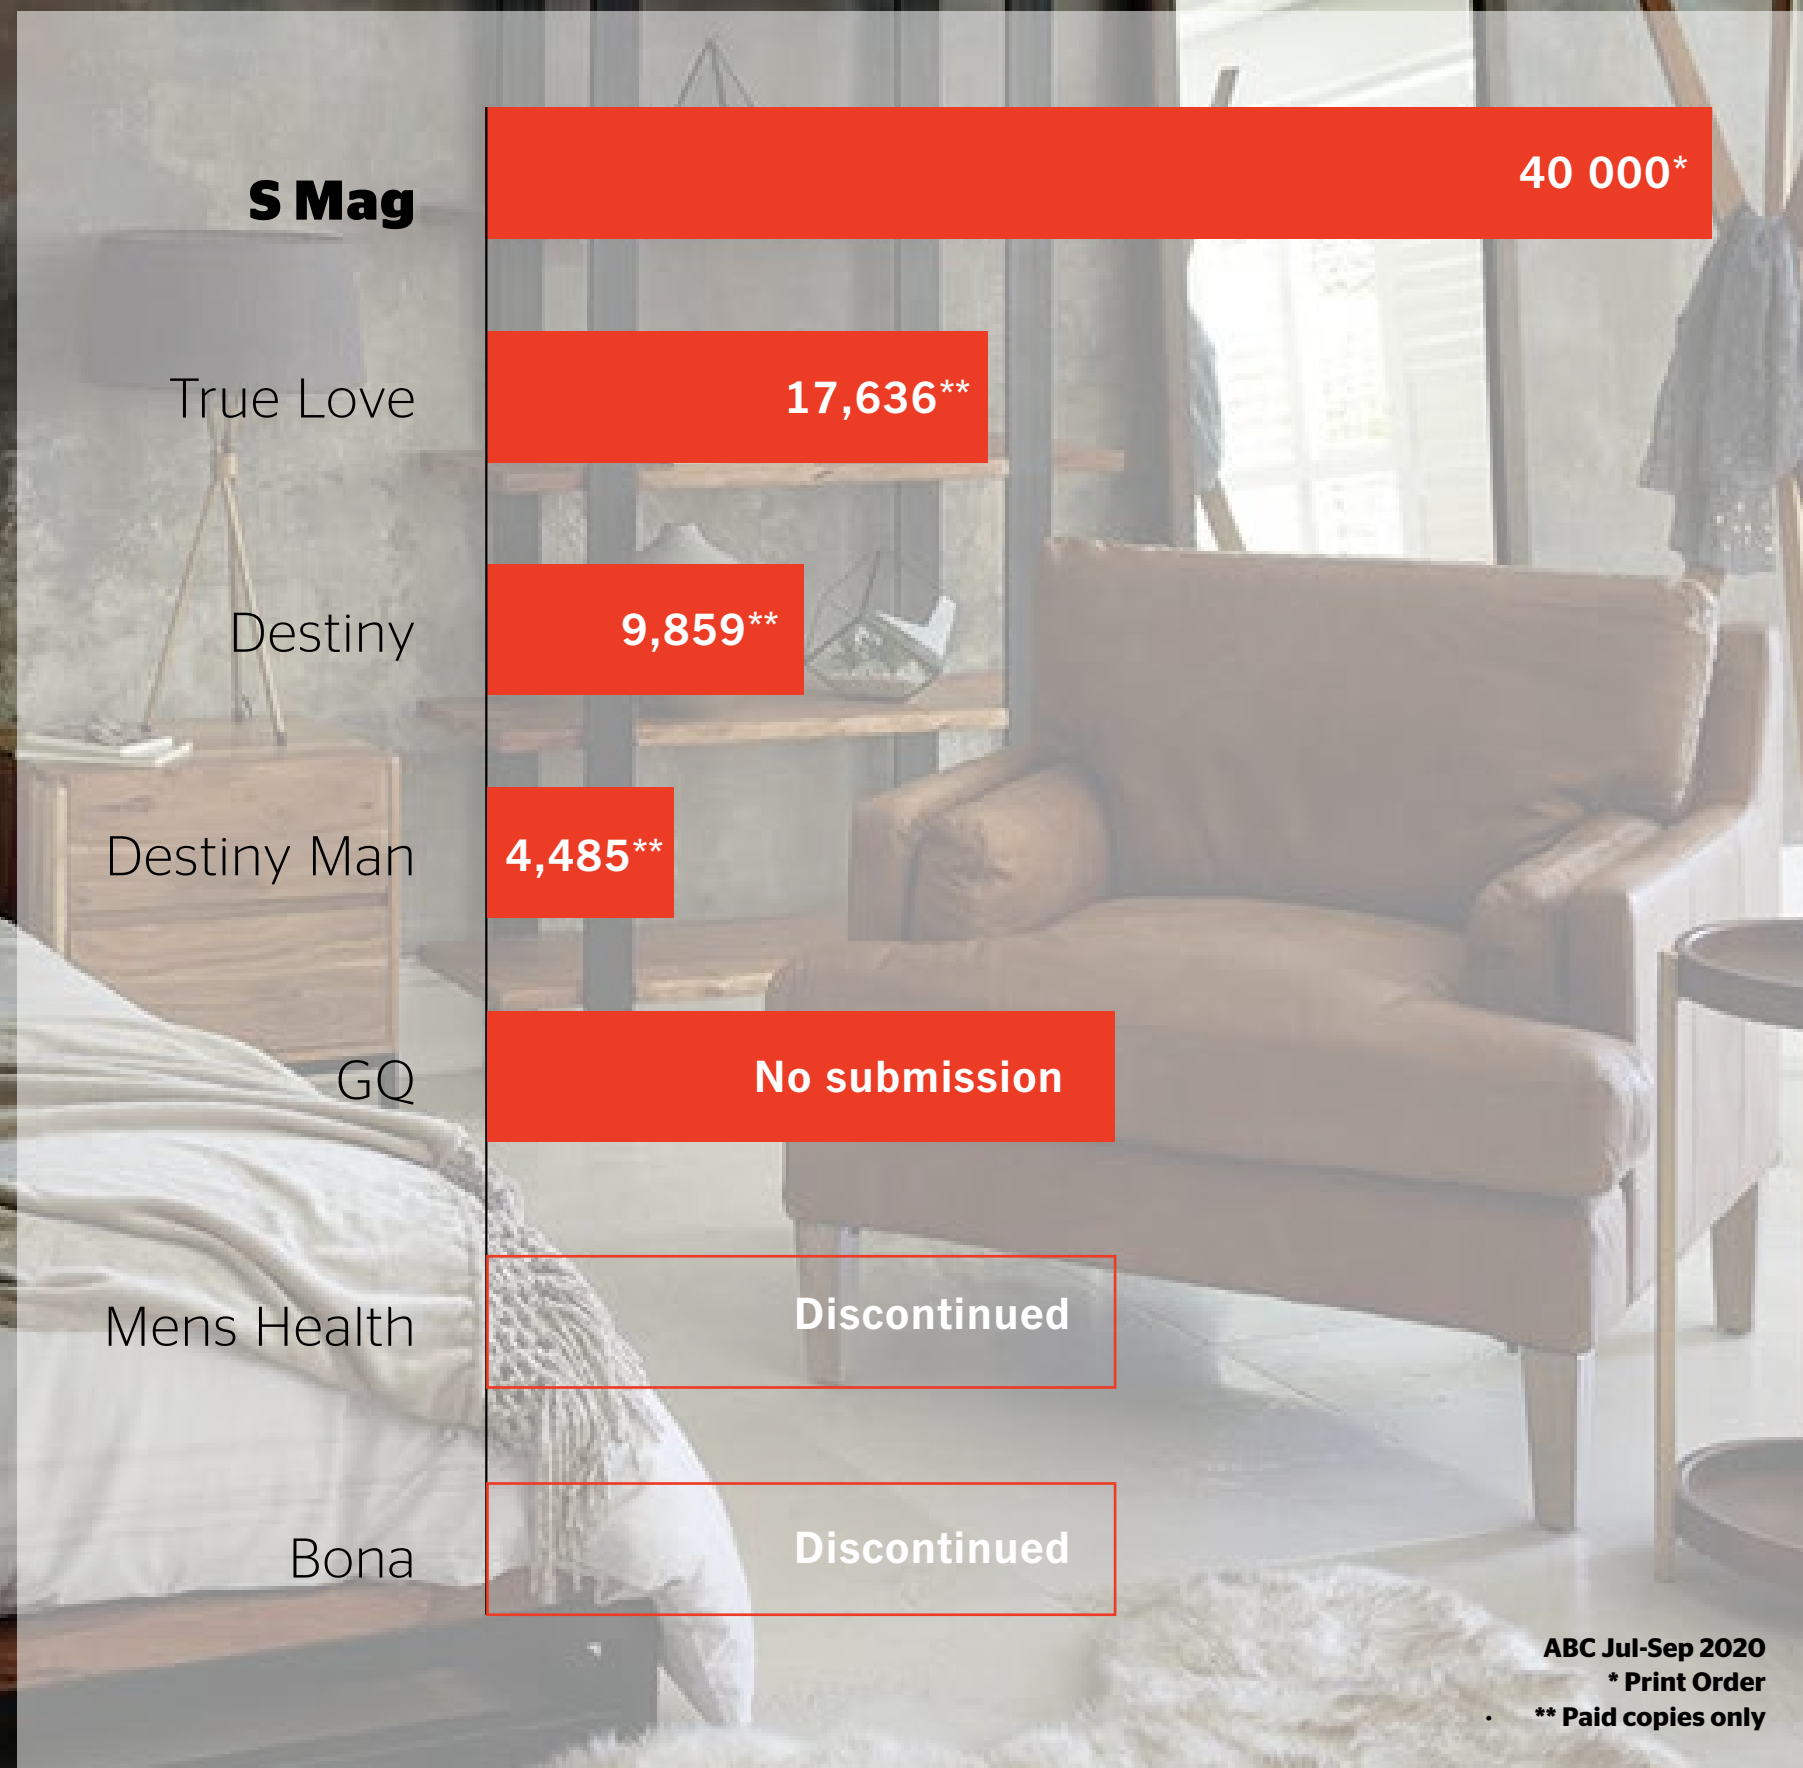 S Mag 40 000*
True Love 17,636**
Destiny 9,859**
Destiny Man 4,485**
GQ No submission
Mens Health Discontinued
Bona Discontinued
ABC Jul-Sep 2020
* Print Order
• ** Paid copies only